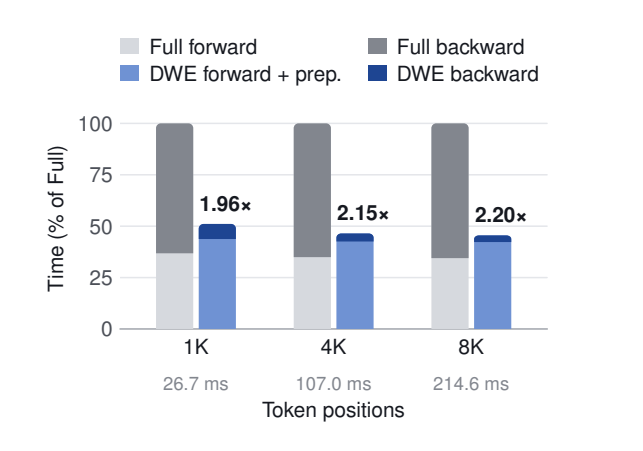 Full forward
Full backward
DWE forward + prep.
DWE backward
Time (% of Full)
100
75
50
25
0
1.96×
2.15×
2.20×
1K
4K
8K
26.7 ms
107.0 ms
214.6 ms
Token positions